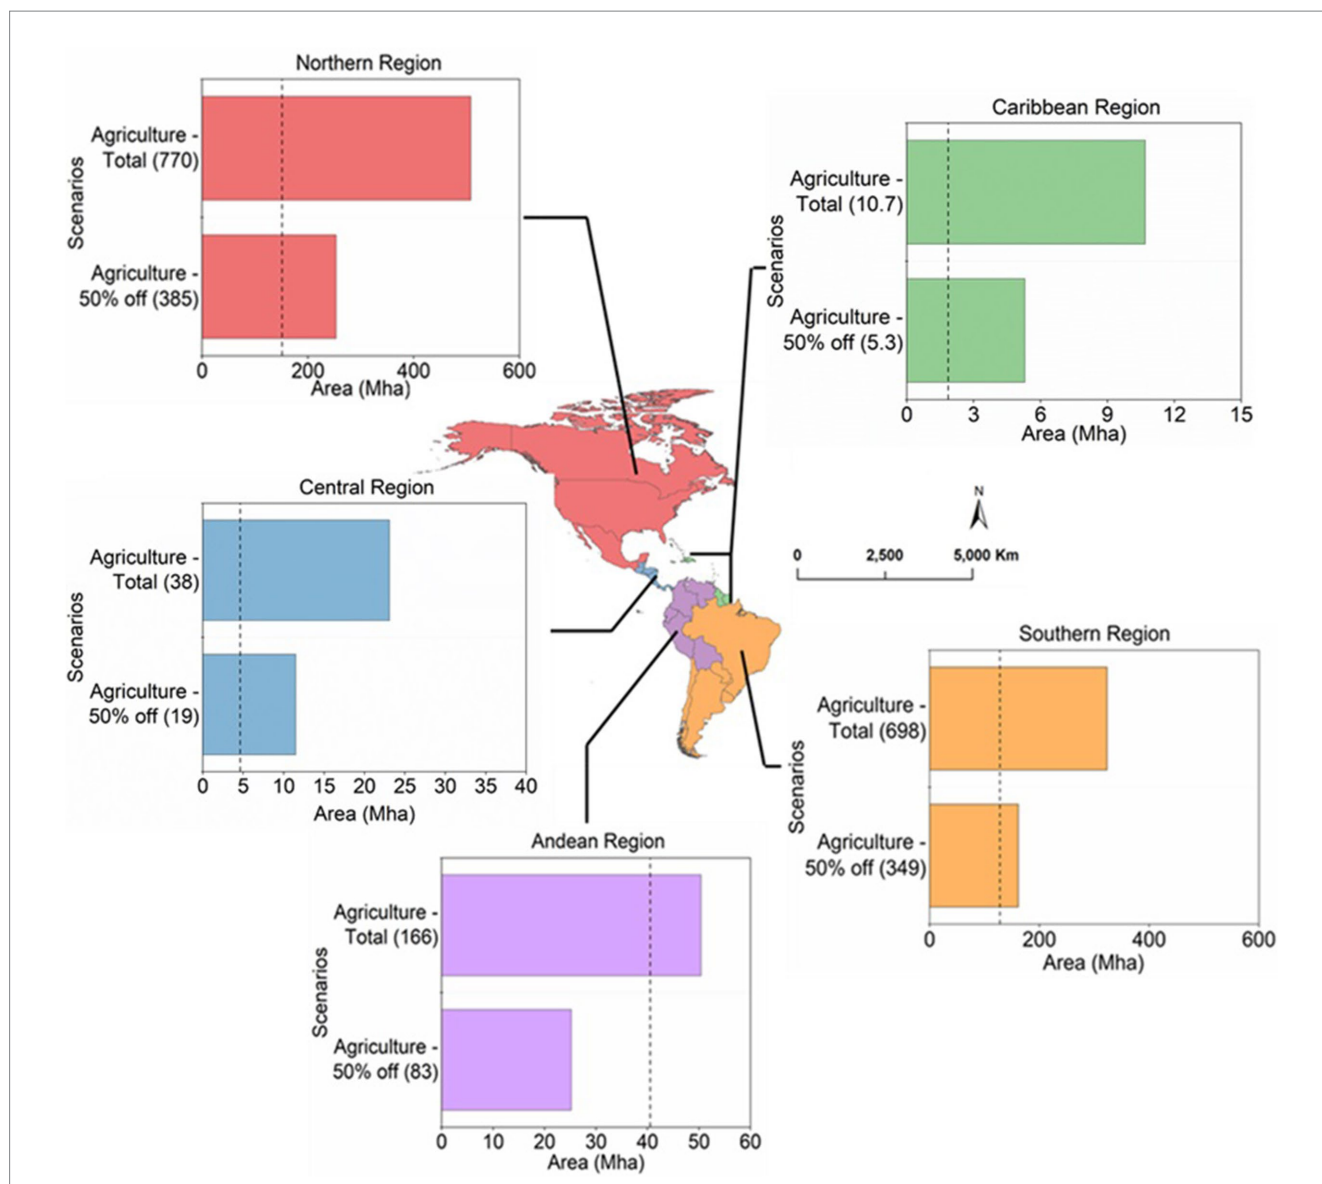 Northern Region
Agriculture -
Total (770)
Agriculture -
50% off (385)
Scenarios
0 200 400 600
Area (Mha)
Caribbean Region
Agriculture -
Total (10.7)
Agriculture -
50% off (5.3)
Scenarios
0 3 6 9 12 15
Area (Mha)
Central Region
Agriculture -
Total (38)
Agriculture -
50% off (19)
Scenarios
0 5 10 15 20 25 30 35 40
Area (Mha)
N
0 2,500 5,000 Km
Southern Region
Agriculture -
Total (698)
Agriculture -
50% off (349)
Scenarios
0 200 400 600
Area (Mha)
Andean Region
Agriculture -
Total (166)
Agriculture -
50% off (83)
Scenarios
0 10 20 30 40 50 60
Area (Mha)